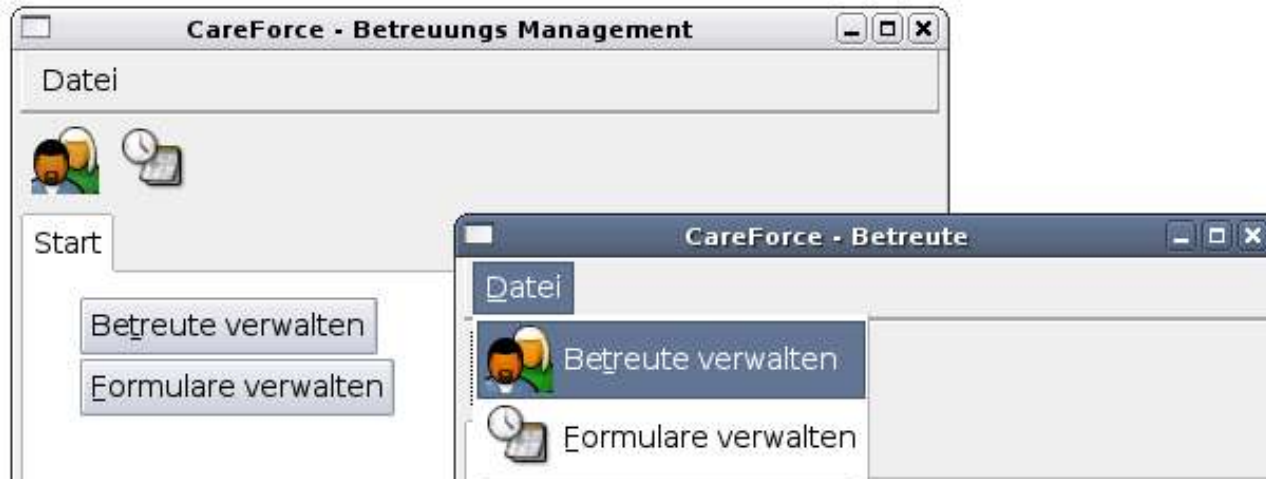 CareForce - Betreuungs Management
Datei
Start
Betreute verwalten
Formulare verwalten
CareForce - Betreute
Datei
Betreute verwalten
Formulare verwalten